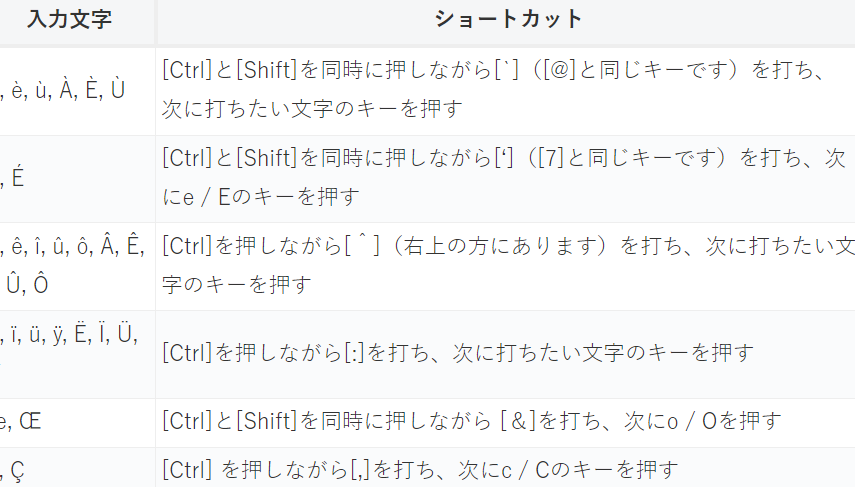 入力文字 ショートカット
, è, ù, À, È, Ù
[Ctrl]と[Shift]を同時に押しながら[`]（[@]と同じキーです）を打ち、
次に打ちたい文字のキーを押す
, É
[Ctrl]と[Shift]を同時に押しながら[‘]（[7]と同じキーです）を打ち、次
にe / Eのキーを押す
, ê, î, û, ô, Â, Ê,
Û, Ô
[Ctrl]を押しながら[＾]（右上の方にあります）を打ち、次に打ちたい文
字のキーを押す
, ï, ü, ÿ, Ë, Ï, Ü,
[Ctrl]を押しながら[:]を打ち、次に打ちたい文字のキーを押す
, Œ
[Ctrl]と[Shift]を同時に押しながら [＆]を打ち、次にo / Oを押す
, Ç
[Ctrl] を押しながら[,]を打ち、次にc / Cのキーを押す